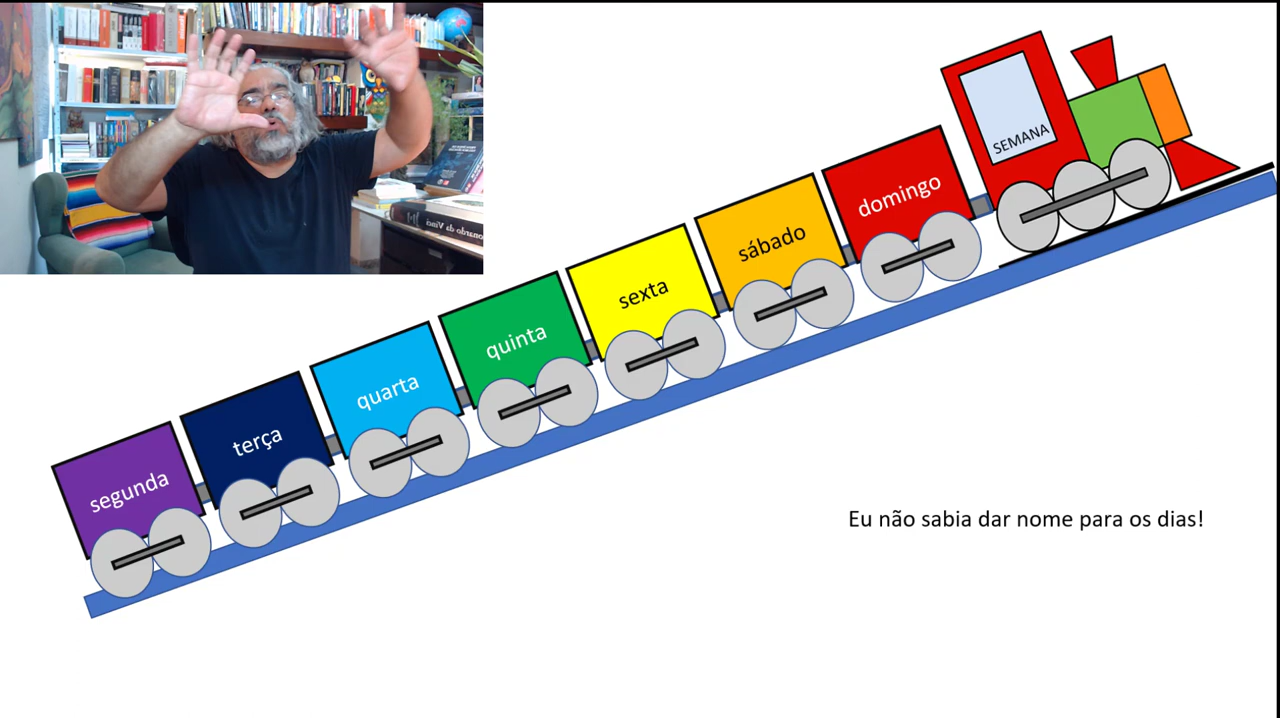 SEMANA
domingo
sábado
sexta
quinta
quarta
terça
segunda
Eu não sabia dar nome para os dias!